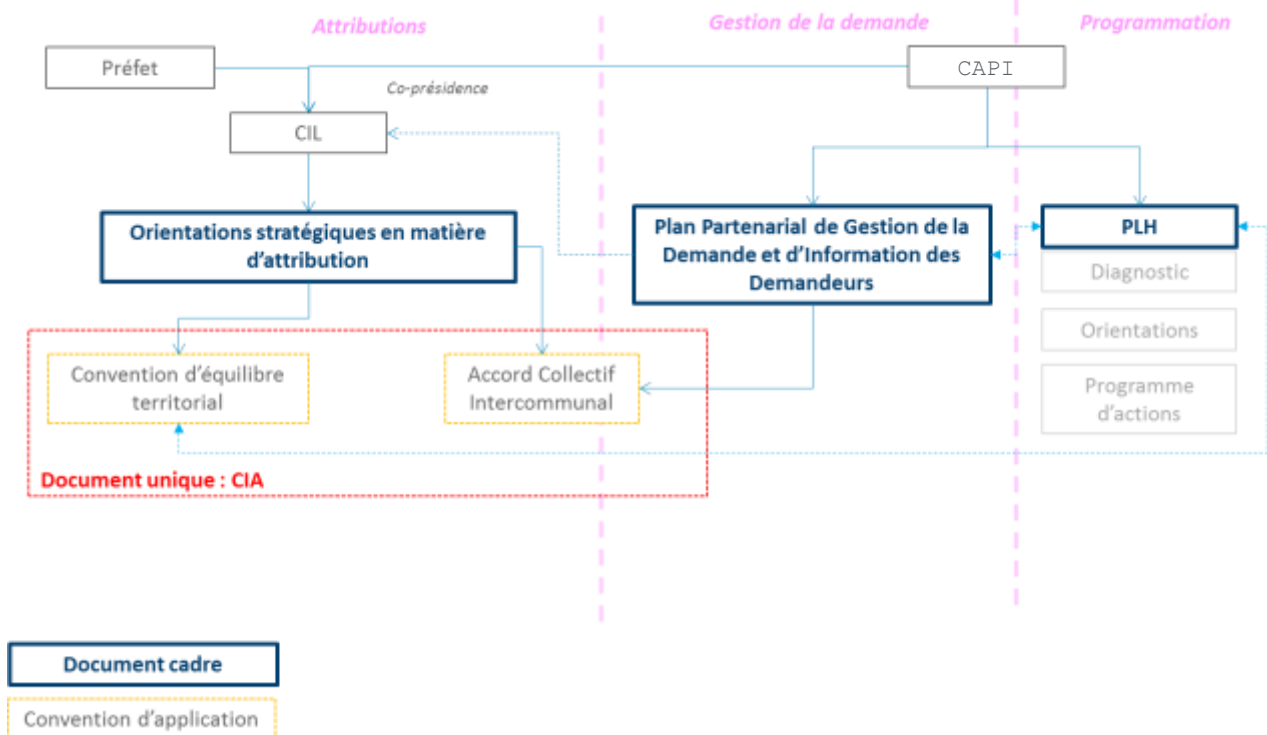 Attributions
Gestion de la demande
Programmation
Préfet
CAPI
Co-présidence
CIL
Orientations stratégiques en matière
d'attribution
Plan Partenarial de Gestion de la
Demande et d'Information des
Demandeurs
PLH
Diagnostic
Orientations
Programme
d'actions
Convention d'équilibre
territorial
Accord Collectif
Intercommunal
Document unique : CIA
Document cadre
Convention d'application